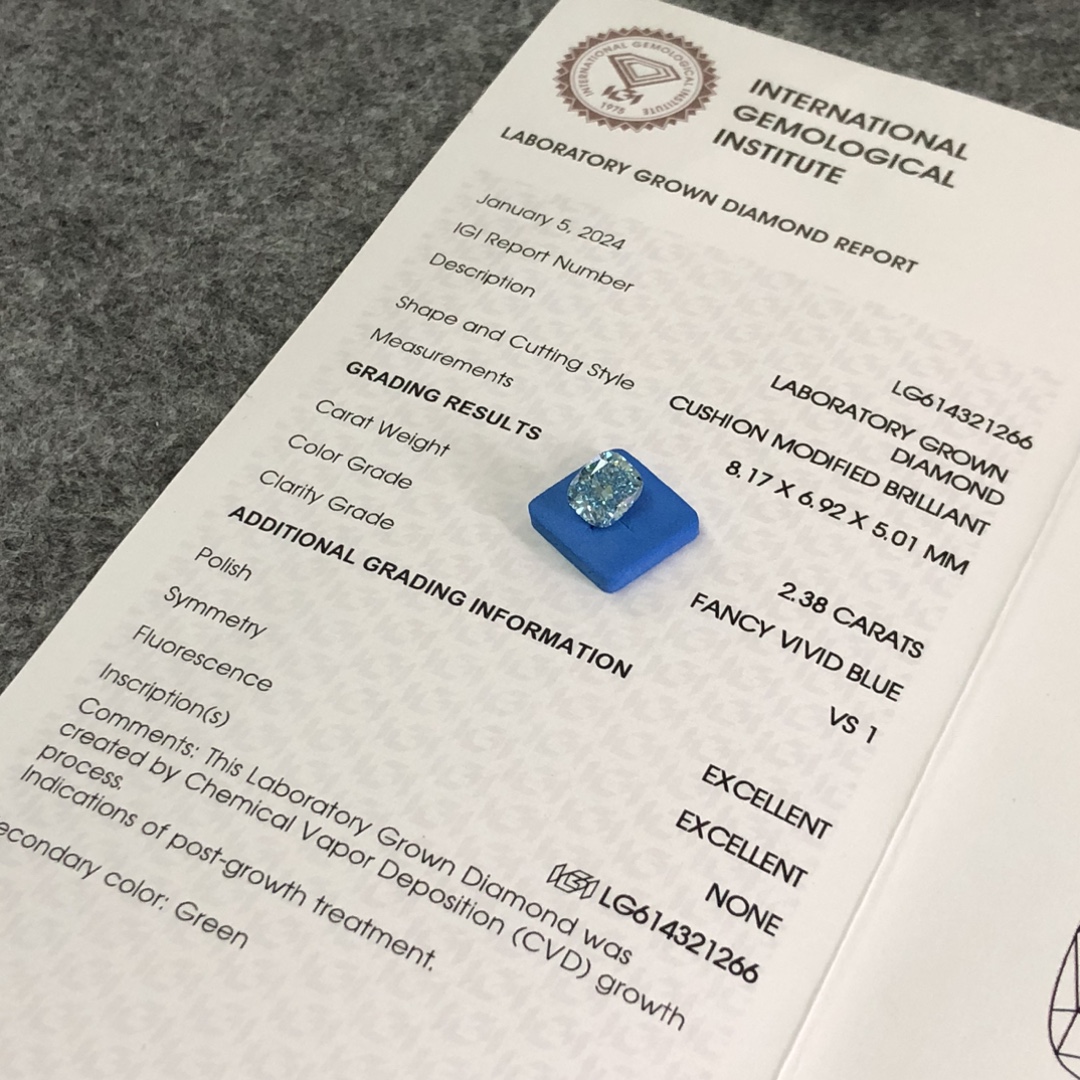 INTERNATIONAL GEMOLOGICAL INSTITUTE
IGI
1975
INTERNATIONAL
GEMOLOGICAL
INSTITUTE
LABORATORY GROWN DIAMOND REPORT
January 5, 2024
IGI Report Number LG614321266
Description LABORATORY GROWN
DIAMOND
Shape and Cutting Style CUSHION MODIFIED BRILLIANT
Measurements 8.17 X 6.92 X 5.01 MM
GRADING RESULTS
Carat Weight 2.38 CARATS
Color Grade FANCY VIVID BLUE
Clarity Grade VS 1
ADDITIONAL GRADING INFORMATION
Polish EXCELLENT
Symmetry EXCELLENT
Fluorescence NONE
Inscription(s) IGI LG614321266
Comments: This Laboratory Grown Diamond was
created by Chemical Vapor Deposition (CVD) growth
process.
Indications of post-growth treatment.
econdary color: Green